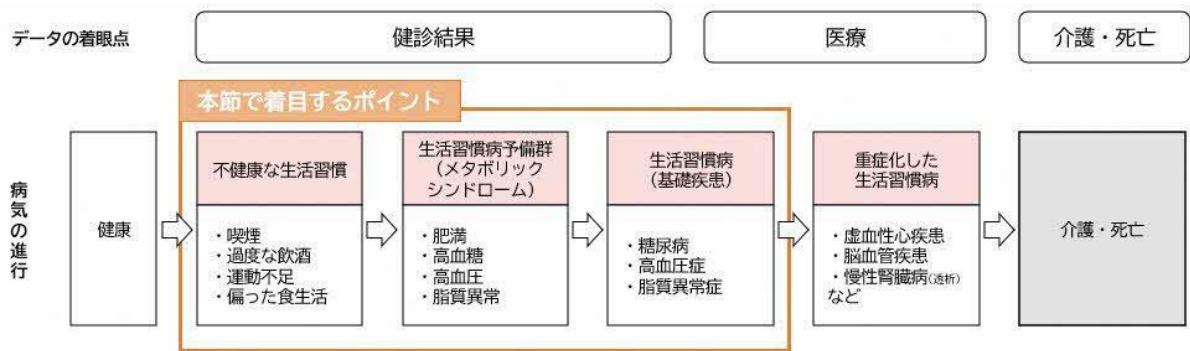 データの着眼点
健診結果
医療
介護・死亡
本節で着目するポイント
病気の進行
健康
不健康な生活習慣
・喫煙
・過度な飲酒
・運動不足
・偏った食生活
生活習慣病予備群
(メタボリック
シンドローム)
・肥満
・高血糖
・高血圧
・脂質異常
生活習慣病
(基礎疾患)
・糖尿病
・高血圧症
・脂質異常症
重症化した
生活習慣病
・虚血性心疾患
・脳血管疾患
・慢性腎臓病(透析)
など
介護・死亡